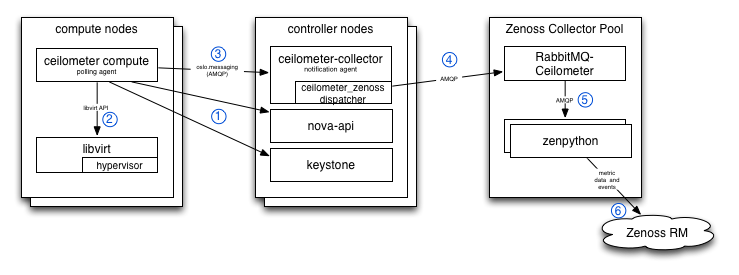 compute nodes
ceilometer compute
polling agent
libvirt API
2
libvirt
hypervisor
3
oslo.messaging
(AMQP)
1
controller nodes
ceilometer-collector
notification agent
ceilometer_zenoss
dispatcher
nova-api
keystone
4
AMQP
Zenoss Collector Pool
RabbitMQ-
Ceilometer
AMQP
5
zenpython
metric
data and
events
6
Zenoss RM